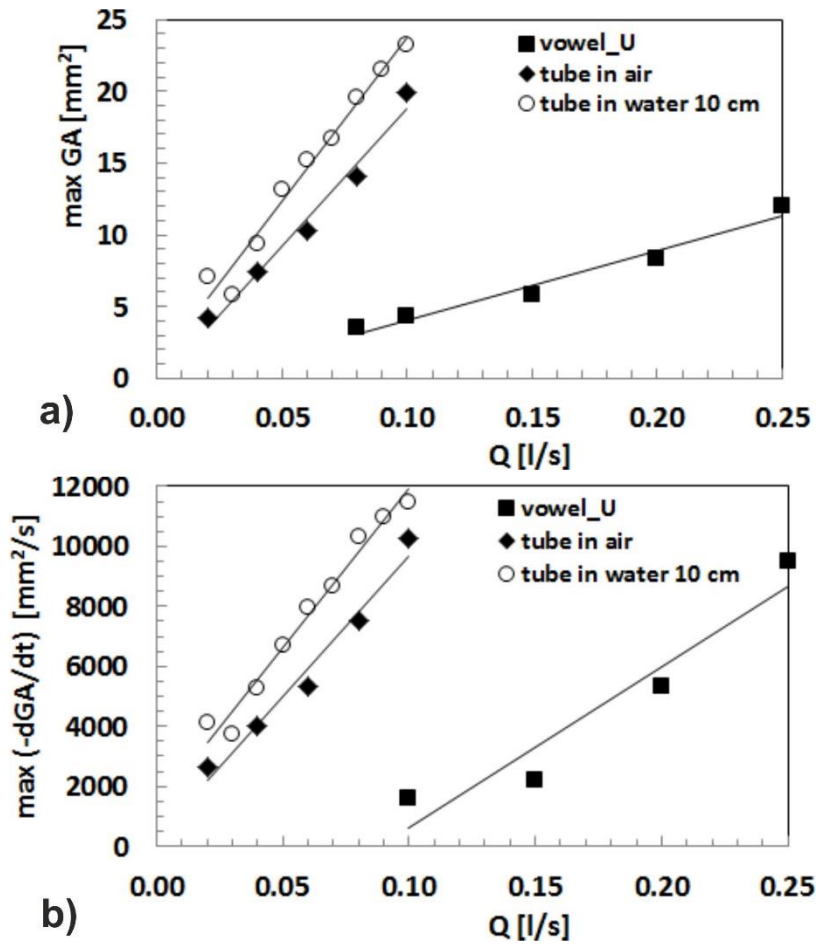 25
20
15
10
5
0
max GA [mm²]
■ vowel_U
◆ tube in air
○ tube in water 10 cm
0.00 0.05 0.10 0.15 0.20 0.25
Q [l/s]
a)
12000
10000
8000
6000
4000
2000
0
max (-dGA/dt) [mm²/s]
■ vowel_U
◆ tube in air
○ tube in water 10 cm
0.00 0.05 0.10 0.15 0.20 0.25
Q [l/s]
b)